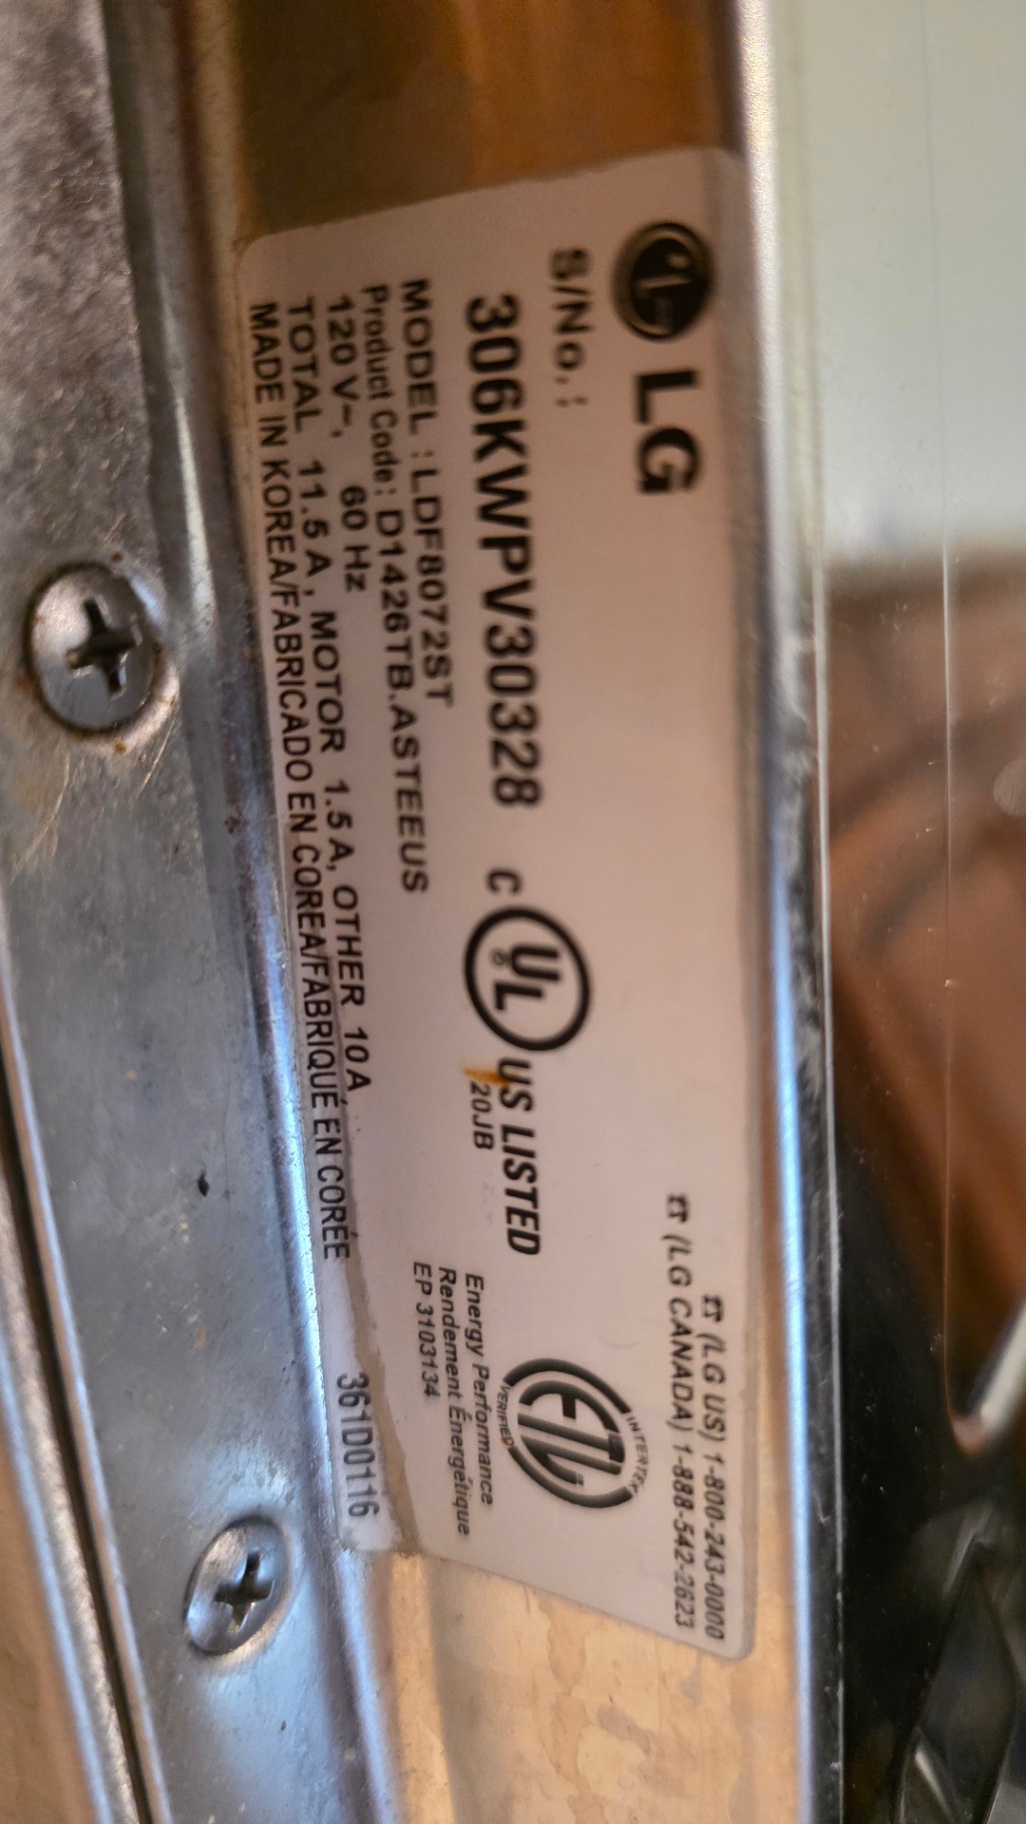 LG
☎ (LG US) 1-800-243-0000
☎ (LG CANADA) 1-888-542-2623
S/No. :
306KWPV30328
c UL US LISTED
20JB
INTERTEK
ETL
VERIFIED
Energy Performance
Rendement Énergétique
EP 3103134
MODEL : LDF8072ST
Product Code: D1426TB.ASTEEUS
120 V~, 60 Hz
TOTAL 11.5 A, MOTOR 1.5 A, OTHER 10 A
MADE IN KOREA/FABRICADO EN COREA/FABRIQUÉ EN CORÉE
361D0116